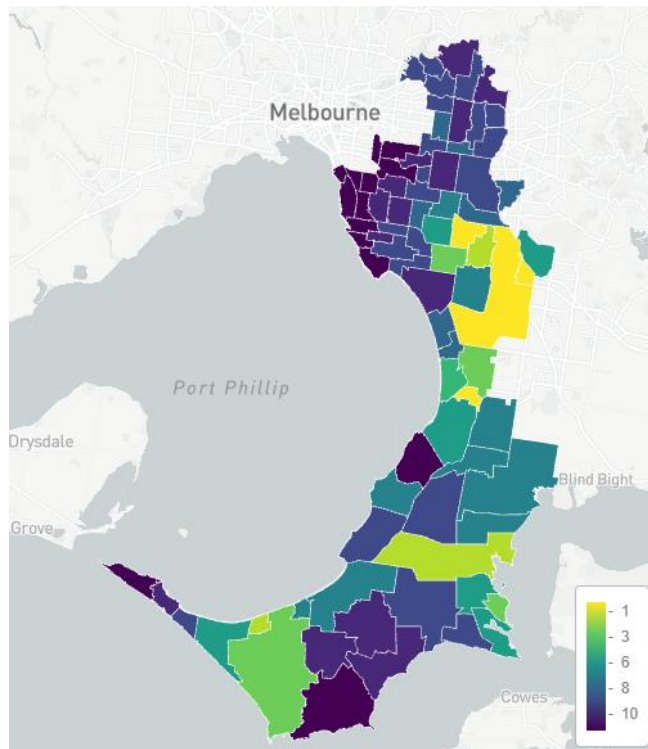 Melbourne
Port Phillip
Drysdale
Blind Bight
Grove
Cowes
- 1
- 3
- 6
- 8
- 10